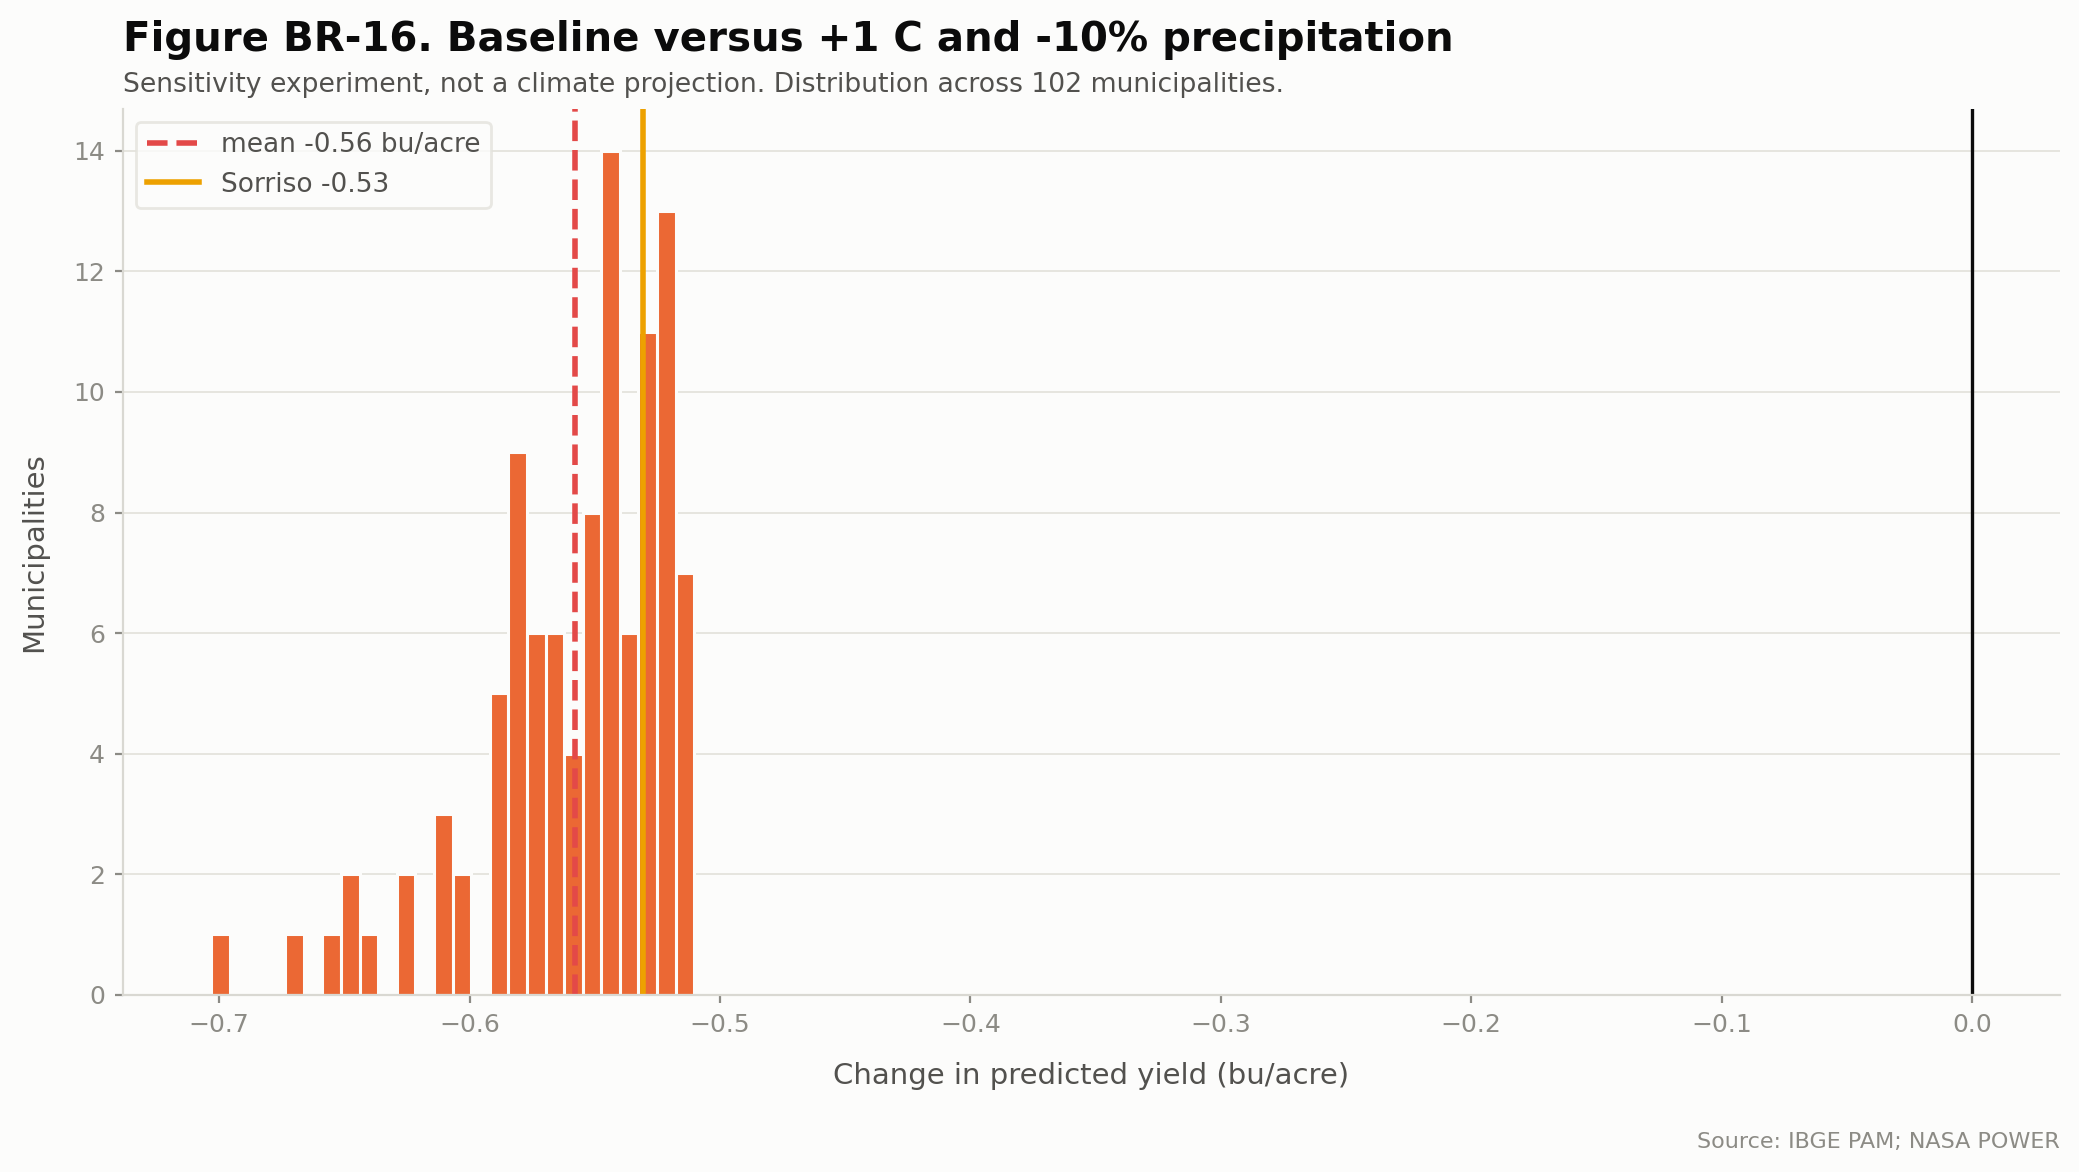 Figure BR-16. Baseline versus +1 C and -10% precipitation
Sensitivity experiment, not a climate projection. Distribution across 102 municipalities.
mean -0.56 bu/acre
Sorriso -0.53
Municipalities
14
12
10
8
6
4
2
0
−0.7 −0.6 −0.5 −0.4 −0.3 −0.2 −0.1 0.0
Change in predicted yield (bu/acre)
Source: IBGE PAM; NASA POWER